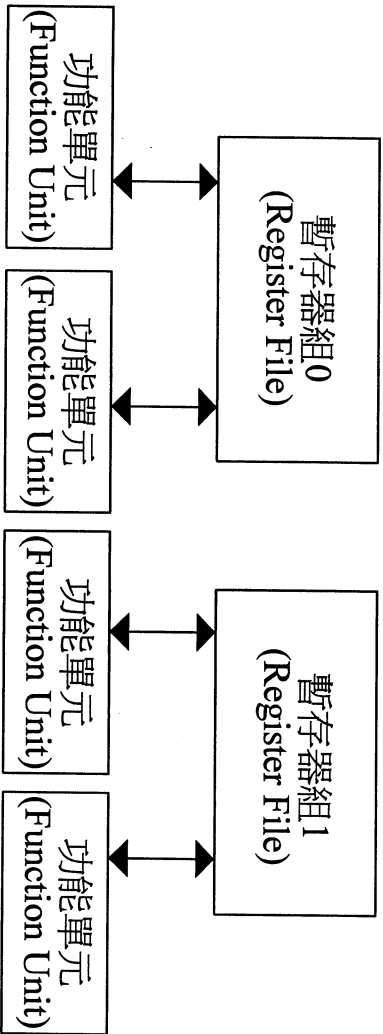 暫存器組0
(Register File)
暫存器組1
(Register File)
功能單元
(Function Unit)
功能單元
(Function Unit)
功能單元
(Function Unit)
功能單元
(Function Unit)